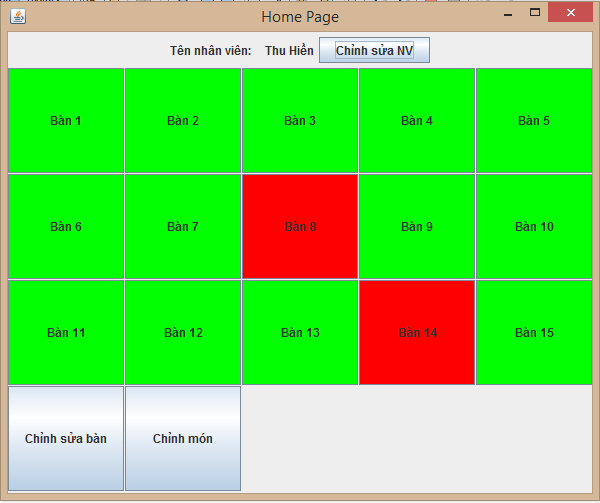 Home Page
Tên nhân viên: Thu Hiền Chỉnh sửa NV
Bàn 1 Bàn 2 Bàn 3 Bàn 4 Bàn 5
Bàn 6 Bàn 7 Bàn 8 Bàn 9 Bàn 10
Bàn 11 Bàn 12 Bàn 13 Bàn 14 Bàn 15
Chỉnh sửa bàn Chỉnh món